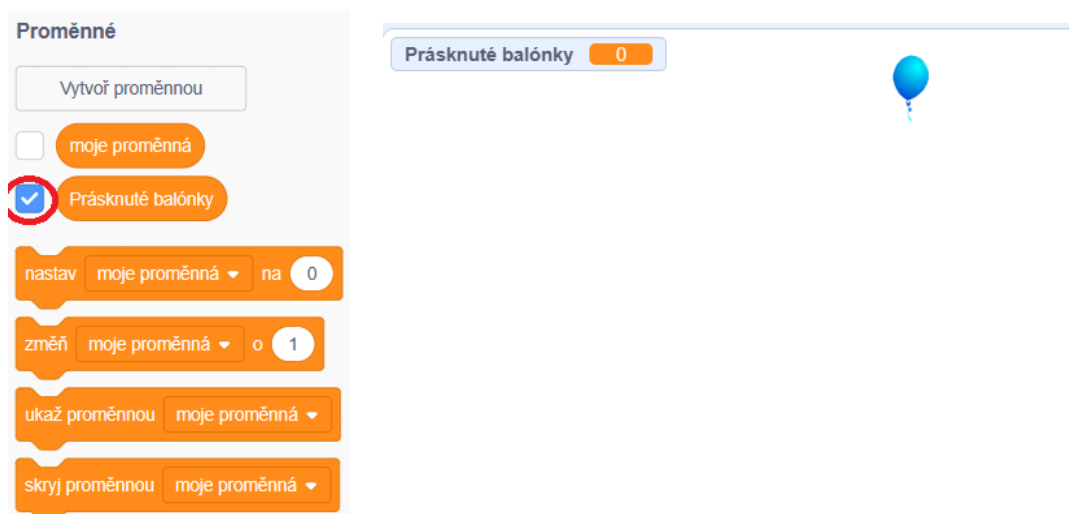 Proměnné
Vytvoř proměnnou
moje proměnná
Prásknuté balónky
nastav moje proměnná na 0
změň moje proměnná o 1
ukaž proměnnou moje proměnná
skryj proměnnou moje proměnná
Prásknuté balónky 0